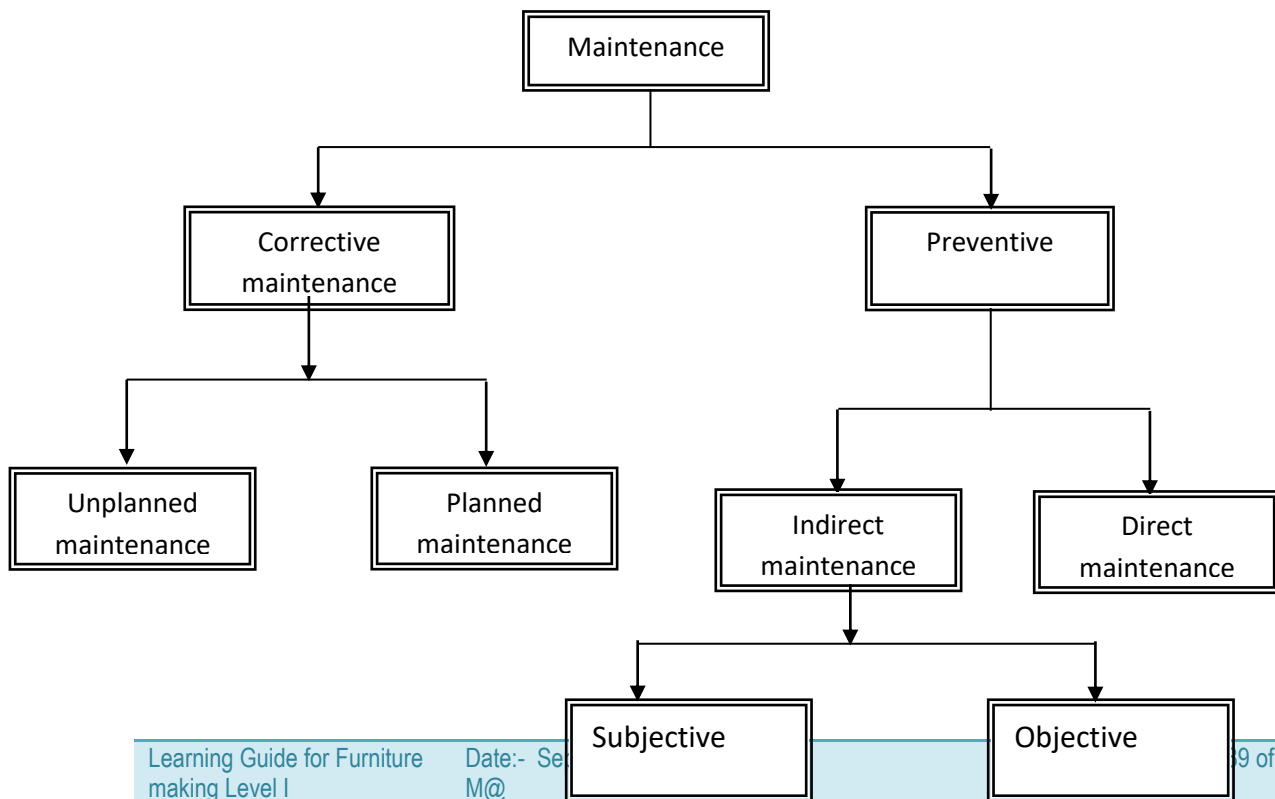 Maintenance
Corrective
maintenance
Preventive
Unplanned
maintenance
Planned
maintenance
Indirect
maintenance
Direct
maintenance
Subjective
Objective
Learning Guide for Furniture
making Level I
Date:-
M@
of